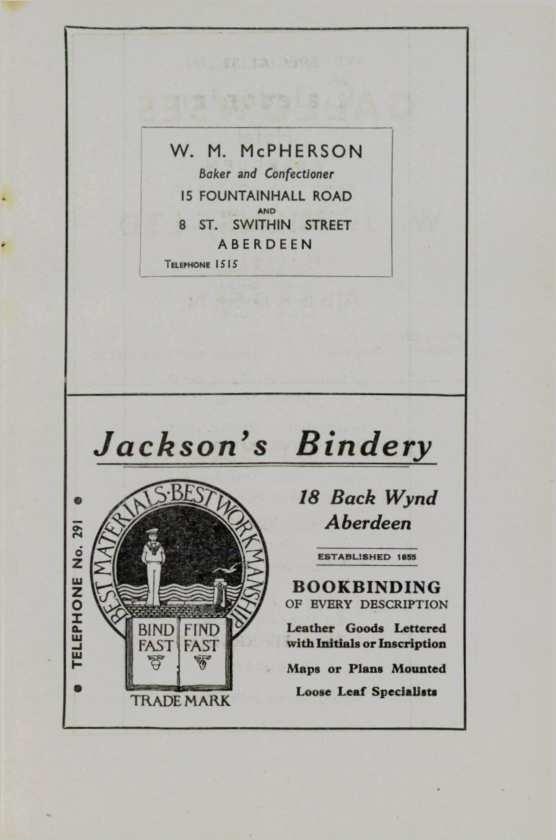 W. M. McPHERSON
Baker and Confectioner
15 FOUNTAINHALL ROAD
AND
8 ST. SWITHIN STREET
ABERDEEN
TELEPHONE 1515
Jackson's Bindery
TELEPHONE No. 291
BEST MATERIALS·BEST WORKMANSHIP
BIND FAST
FIND FAST
TRADE MARK
18 Back Wynd
Aberdeen
ESTABLISHED 1855
BOOKBINDING
OF EVERY DESCRIPTION
Leather Goods Lettered
with Initials or Inscription
Maps or Plans Mounted
Loose Leaf Specialists